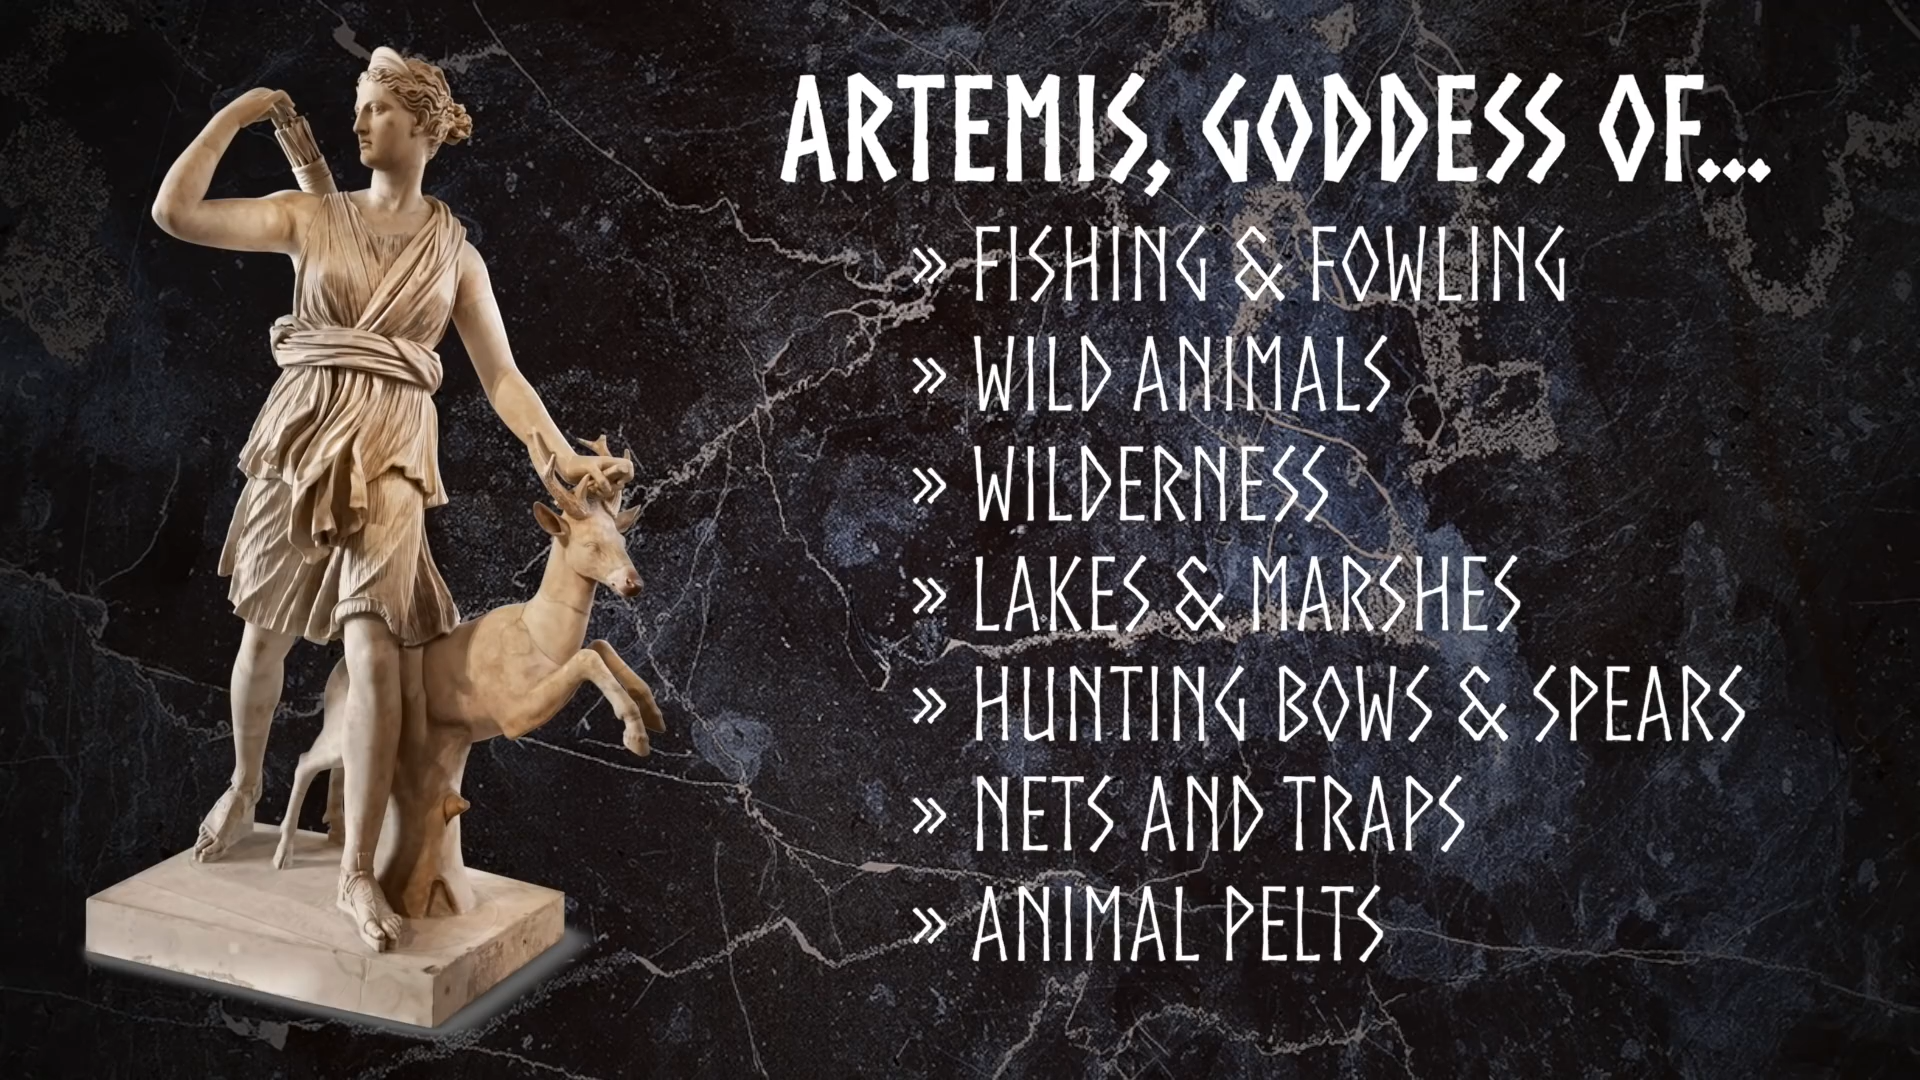 ARTEMIS, GODDESS OF...
» FISHING & FOWLING
» WILD ANIMALS
» WILDERNESS
» LAKES & MARSHES
» HUNTING BOWS & SPEARS
» NETS AND TRAPS
» ANIMAL PELTS